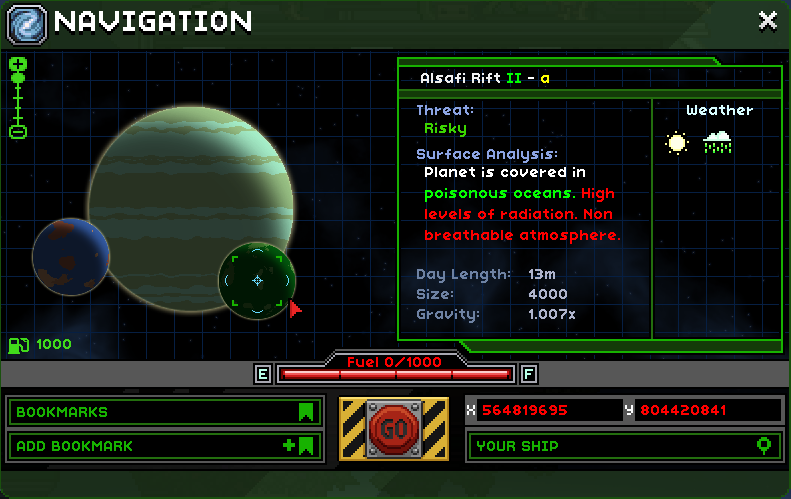 NAVIGATION
Alsafi Rift II - a
Threat:
Risky
Surface Analysis:
Planet is covered in
poisonous oceans. High
levels of radiation. Non
breathable atmosphere.
Day Length: 13m
Size: 4000
Gravity: 1.007x
Weather
1000
Fuel 0/1000
E
F
BOOKMARKS
ADD BOOKMARK
GO
X 564819695 Y 804420841
YOUR SHIP